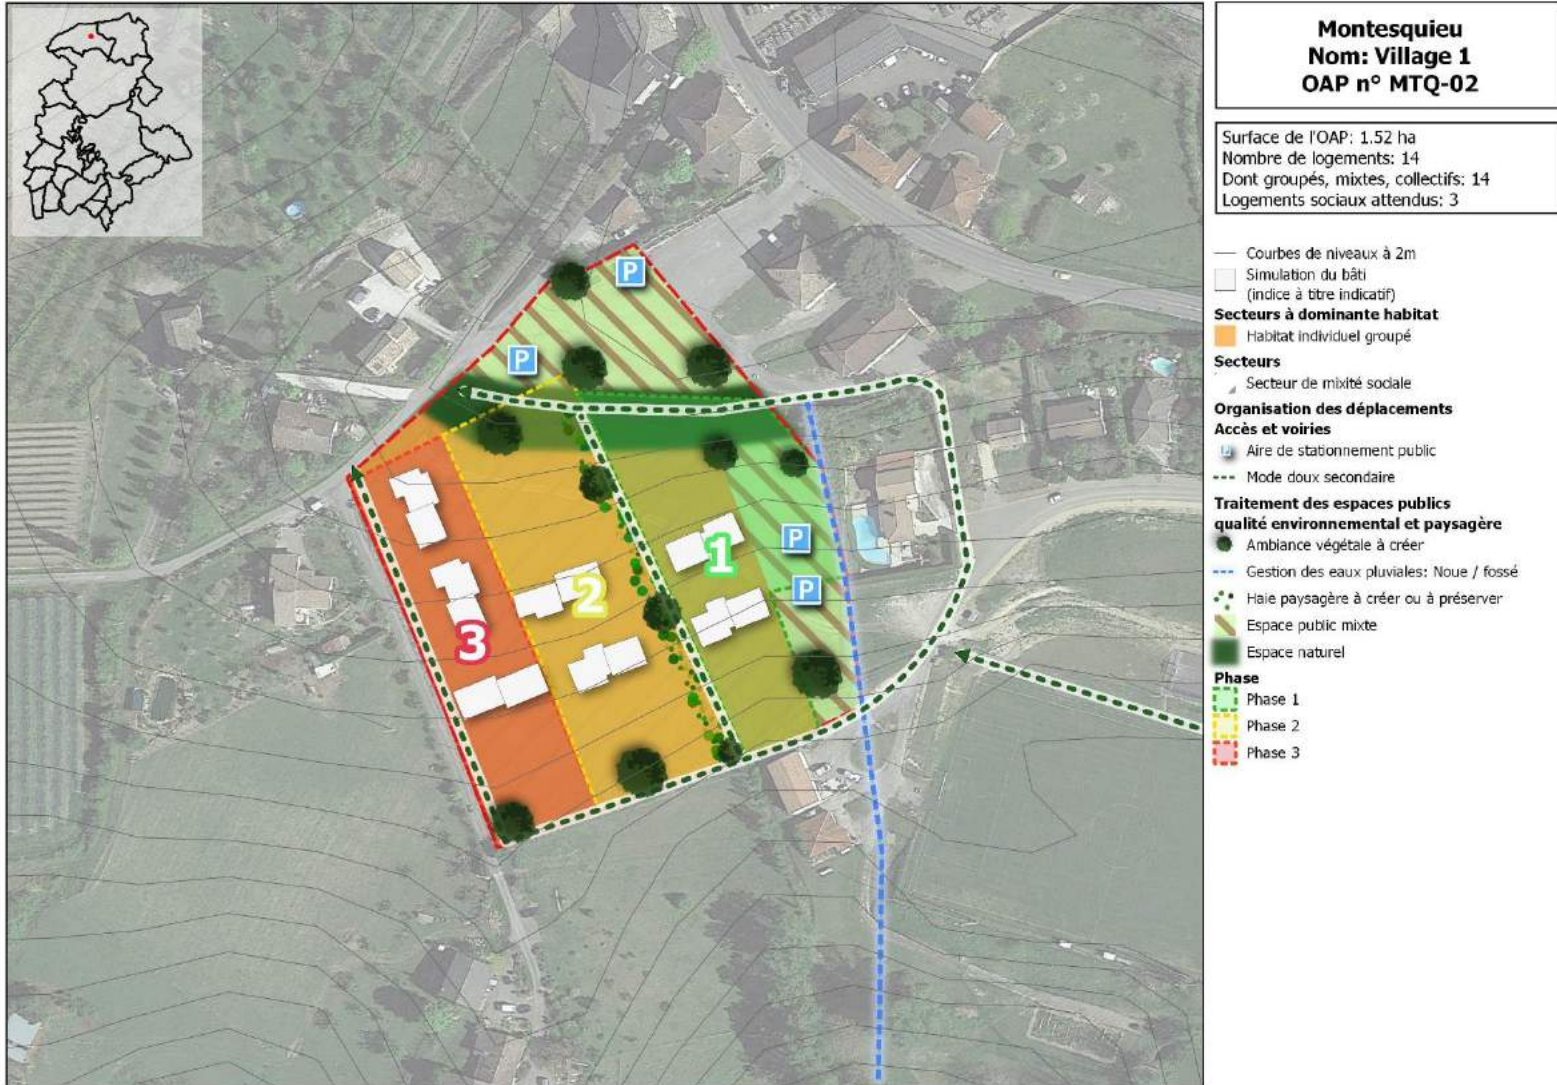 Montesquieu
Nom: Village 1
OAP n° MTQ-02
Surface de l'OAP: 1.52 ha
Nombre de logements: 14
Dont groupés, mixtes, collectifs: 14
Logements sociaux attendus: 3
Courbes de niveaux à 2m
Simulation du bâti
(indice à titre indicatif)
Secteurs à dominante habitat
Habitat individuel groupé
Secteurs
Secteur de mixité sociale
Organisation des déplacements
Accès et voiries
Aire de stationnement public
Mode doux secondaire
Traitement des espaces publics
qualité environnemental et paysagère
Ambiance végétale à créer
Gestion des eaux pluviales: Noue / fossé
Haie paysagère à créer ou à préserver
Espace public mixte
Espace naturel
Phase
Phase 1
Phase 2
Phase 3
P
P
P
P
1
2
3